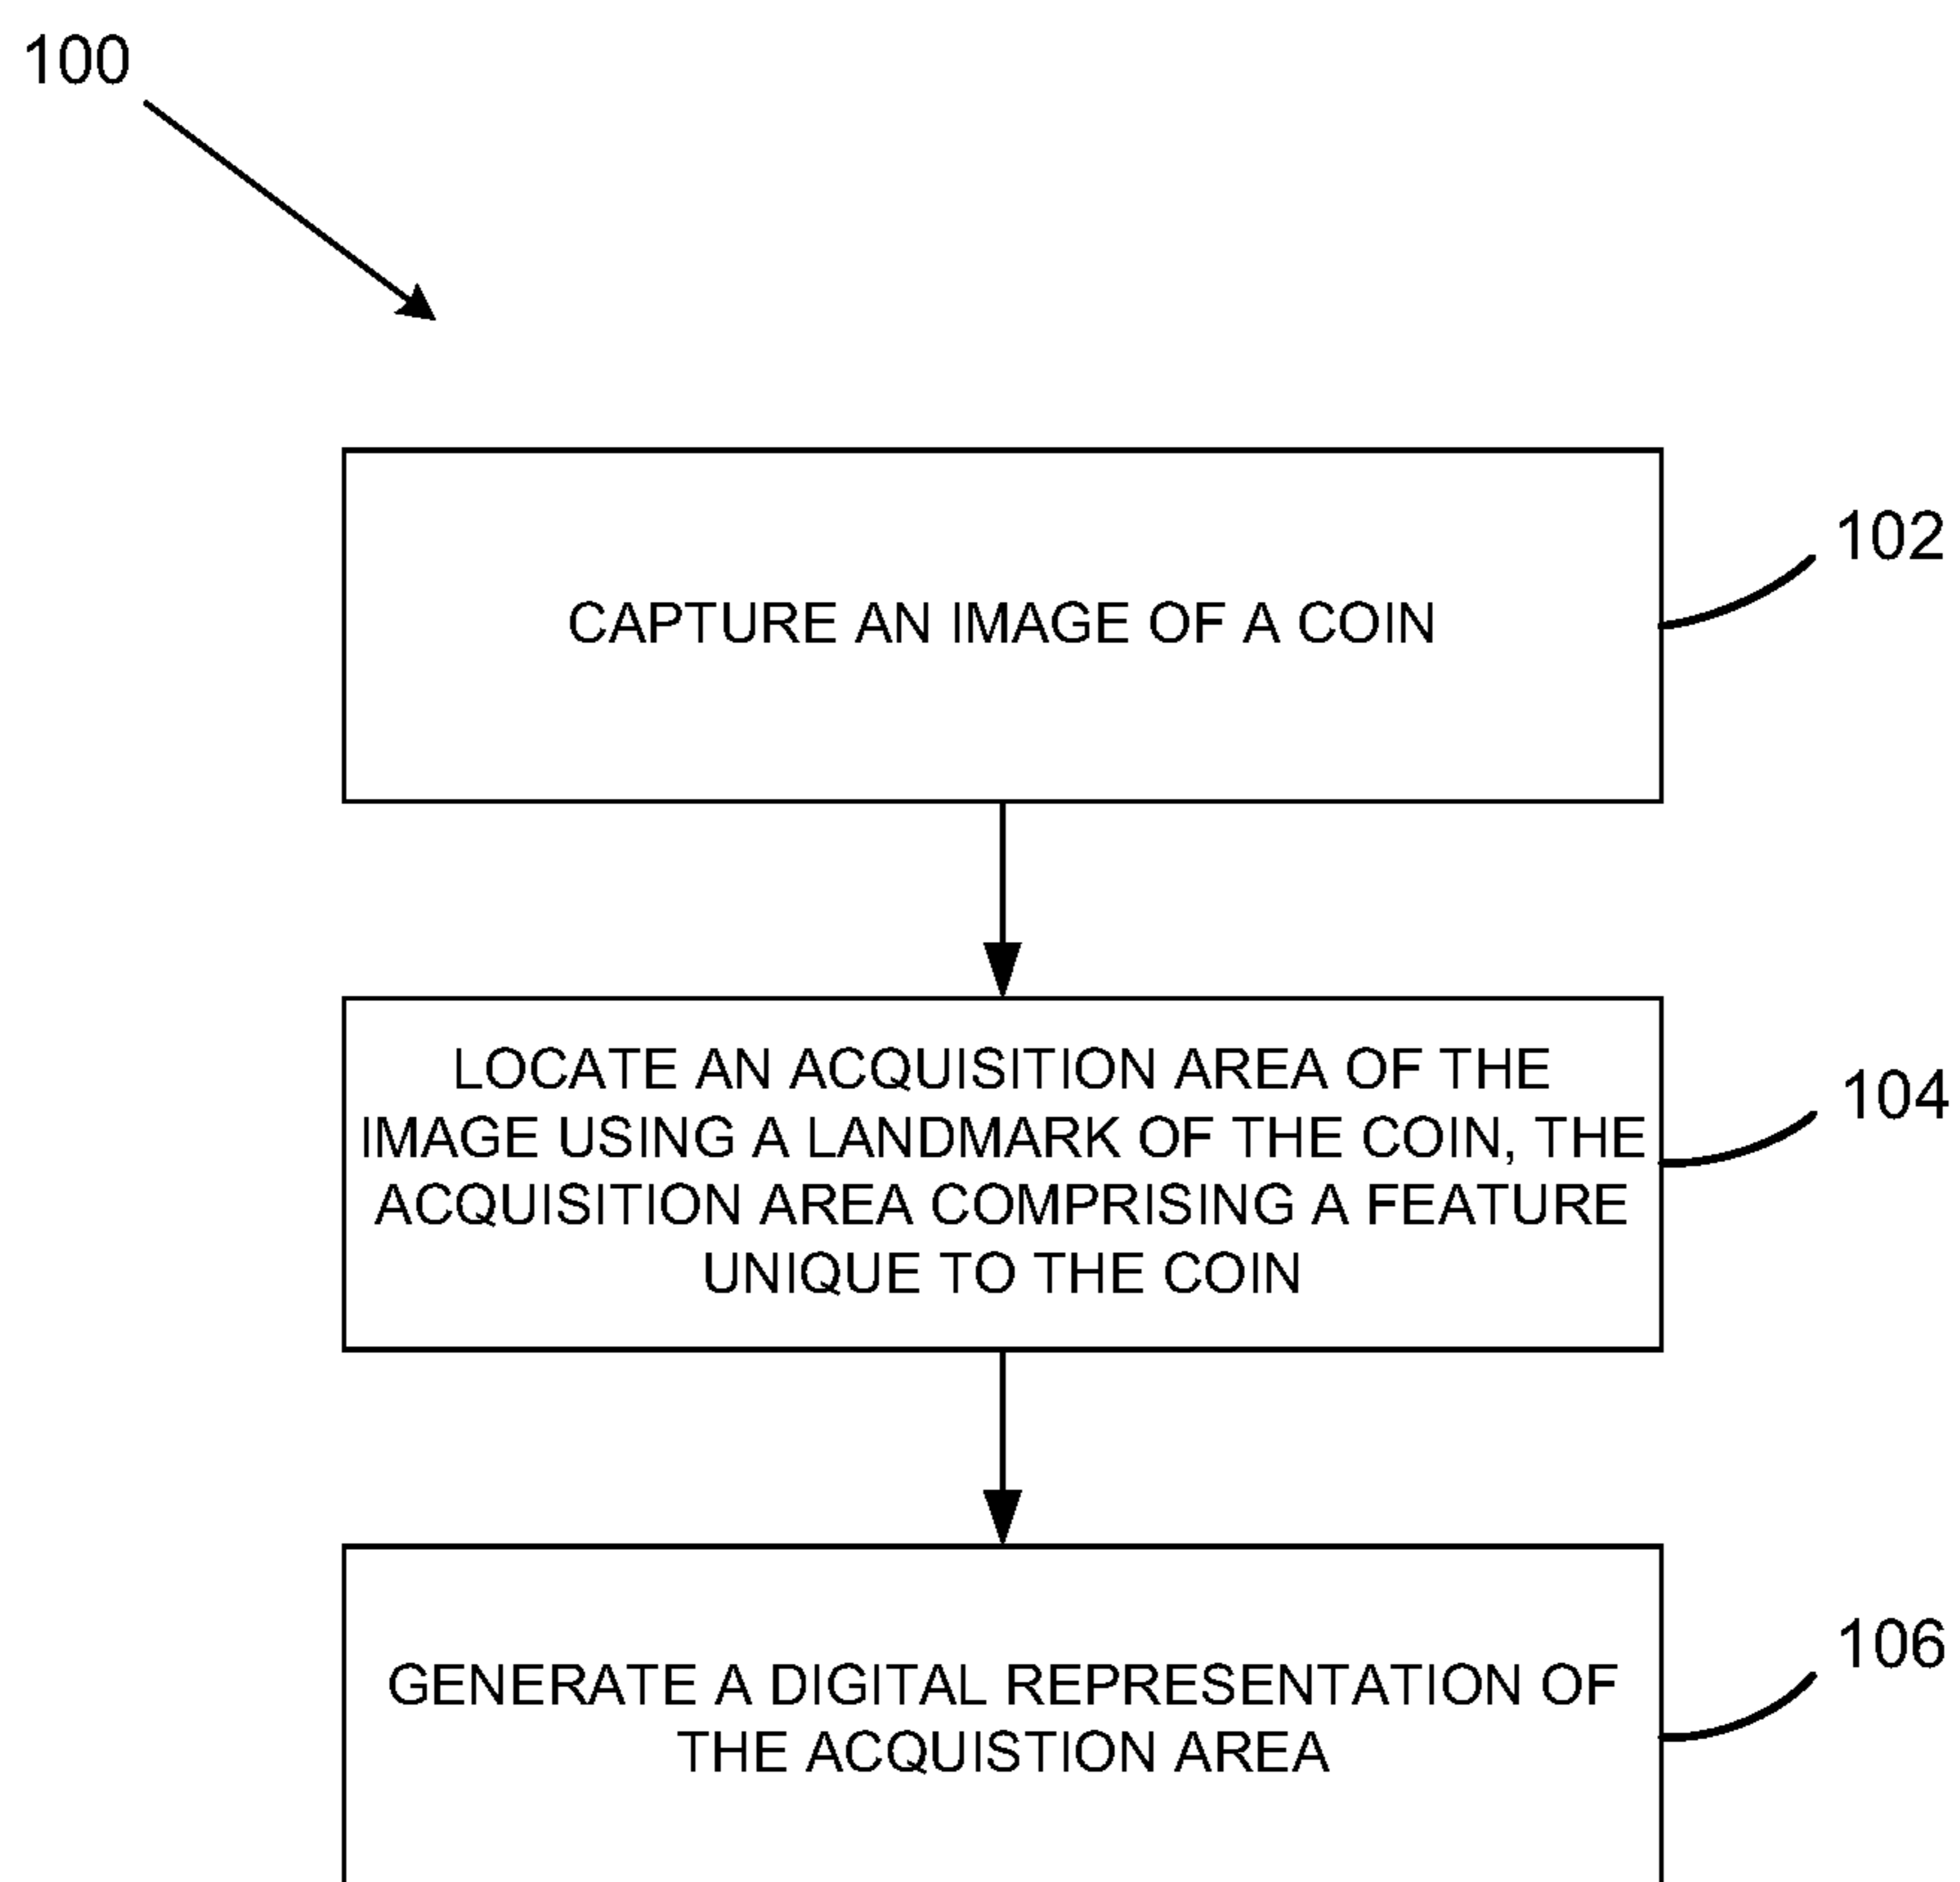 100
CAPTURE AN IMAGE OF A COIN
102
LOCATE AN ACQUISITION AREA OF THE
IMAGE USING A LANDMARK OF THE COIN, THE
ACQUISITION AREA COMPRISING A FEATURE
UNIQUE TO THE COIN
104
GENERATE A DIGITAL REPRESENTATION OF
THE ACQUISTION AREA
106